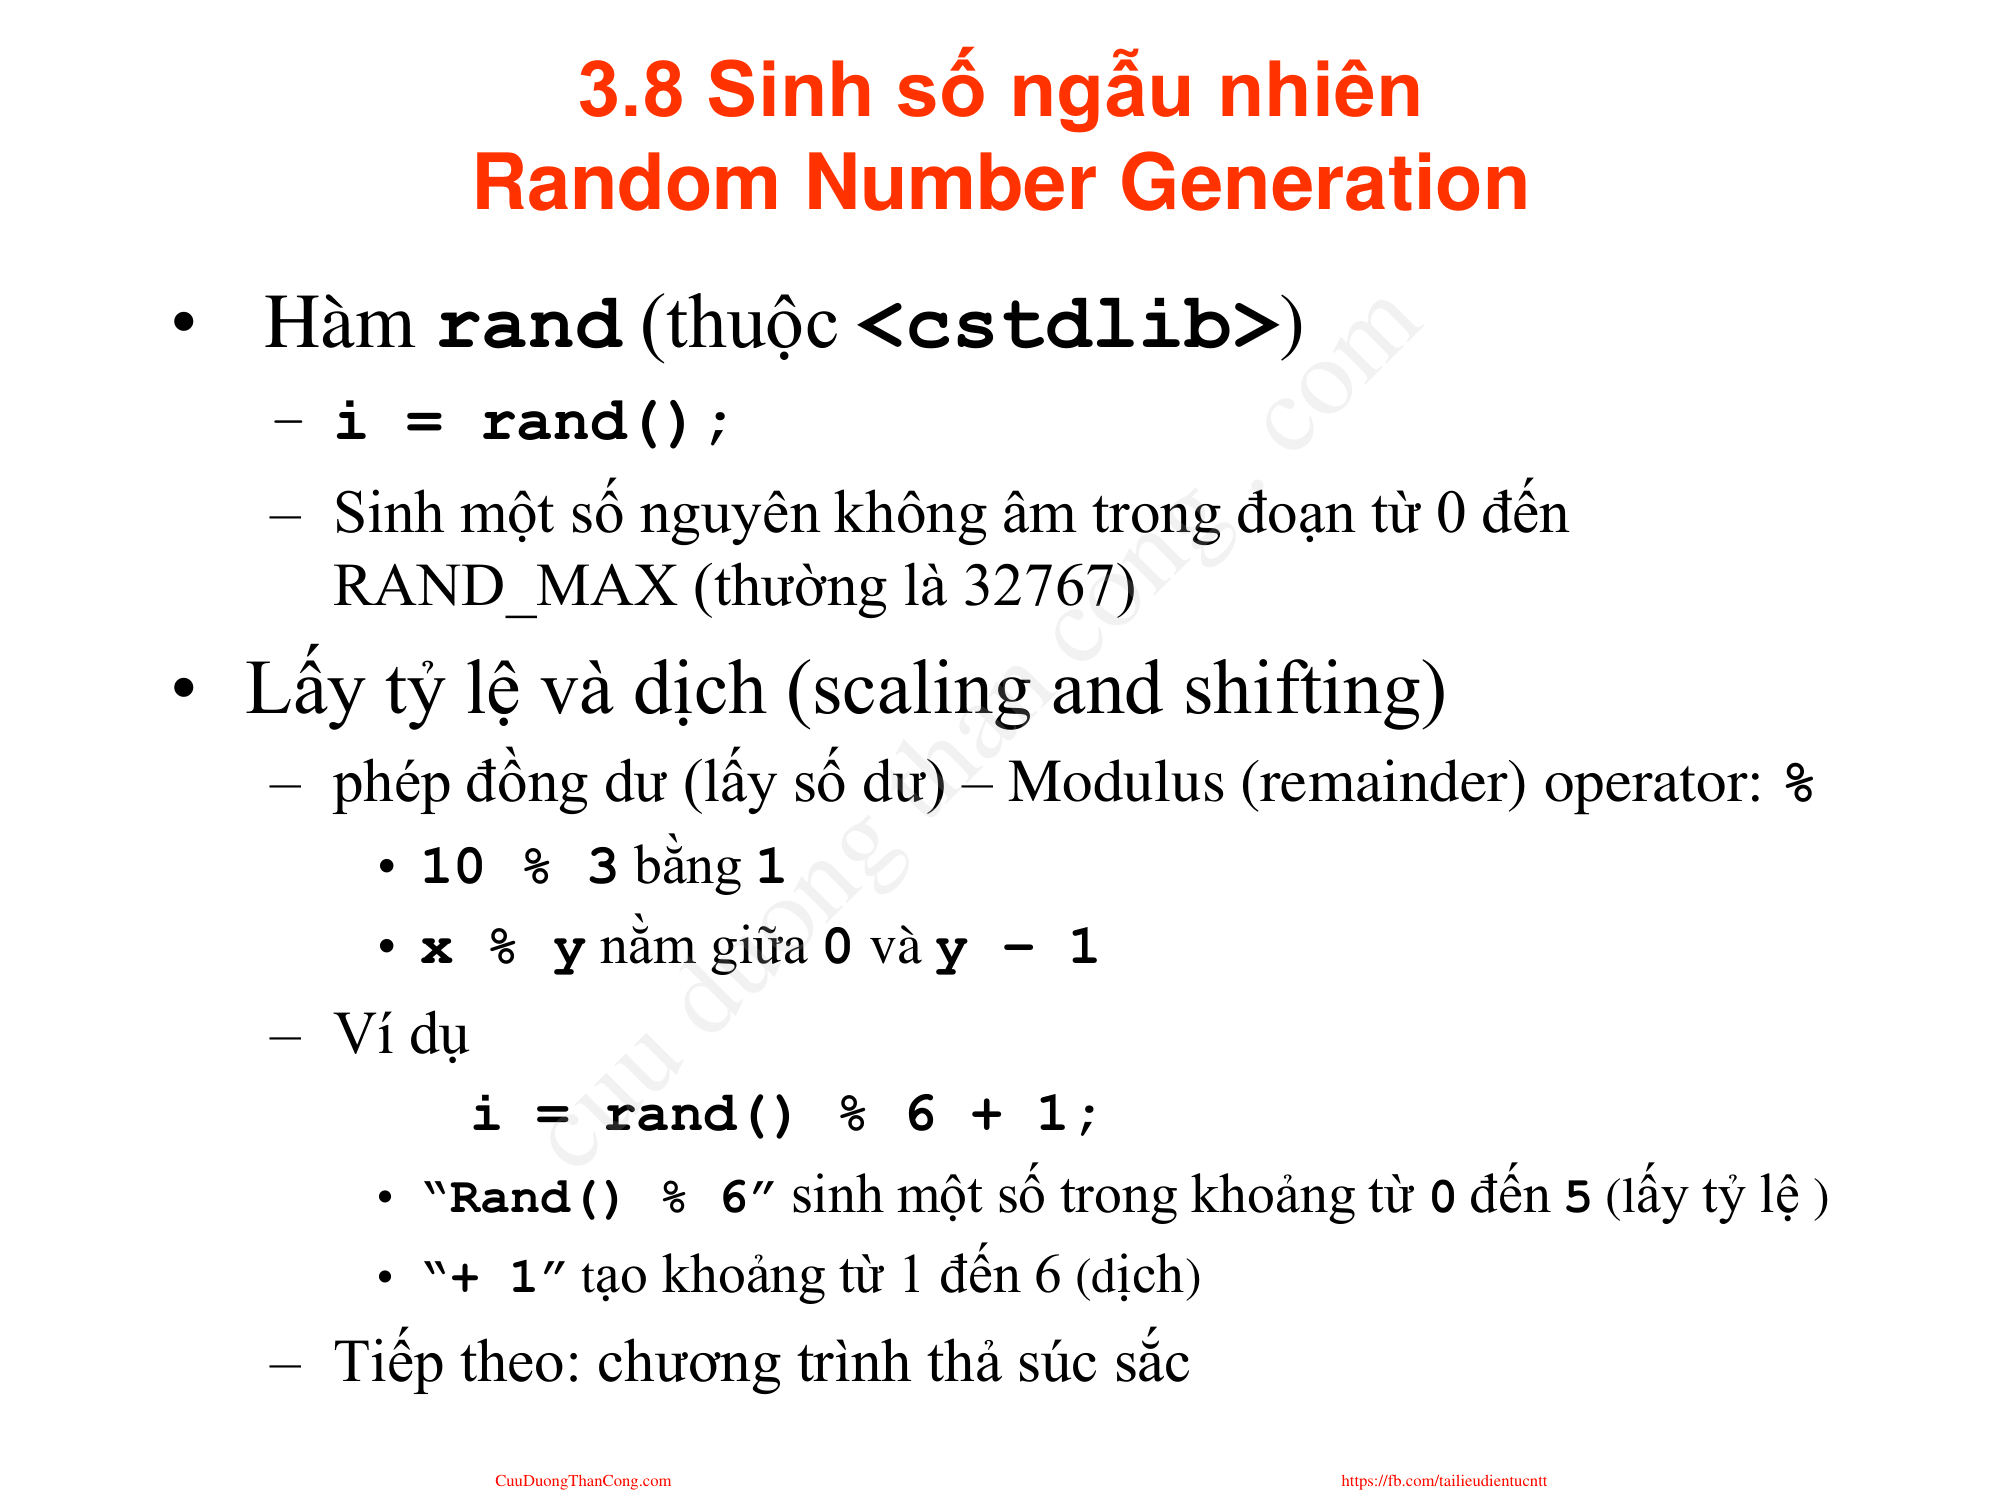 3.8 Sinh số ngẫu nhiên
Random Number Generation
• Hàm rand (thuộc <cstdlib>)
– i = rand();
– Sinh một số nguyên không âm trong đoạn từ 0 đến
RAND_MAX (thường là 32767)
• Lấy tỷ lệ và dịch (scaling and shifting)
– phép đồng dư (lấy số dư) – Modulus (remainder) operator: %
• 10 % 3 bằng 1
• x % y nằm giữa 0 và y – 1
– Ví dụ
i = rand() % 6 + 1;
• “Rand() % 6” sinh một số trong khoảng từ 0 đến 5 (lấy tỷ lệ )
• “+ 1” tạo khoảng từ 1 đến 6 (dịch)
– Tiếp theo: chương trình thả súc sắc
cuu duong than cong . com
CuuDuongThanCong.com
https://fb.com/tailieudientucntt